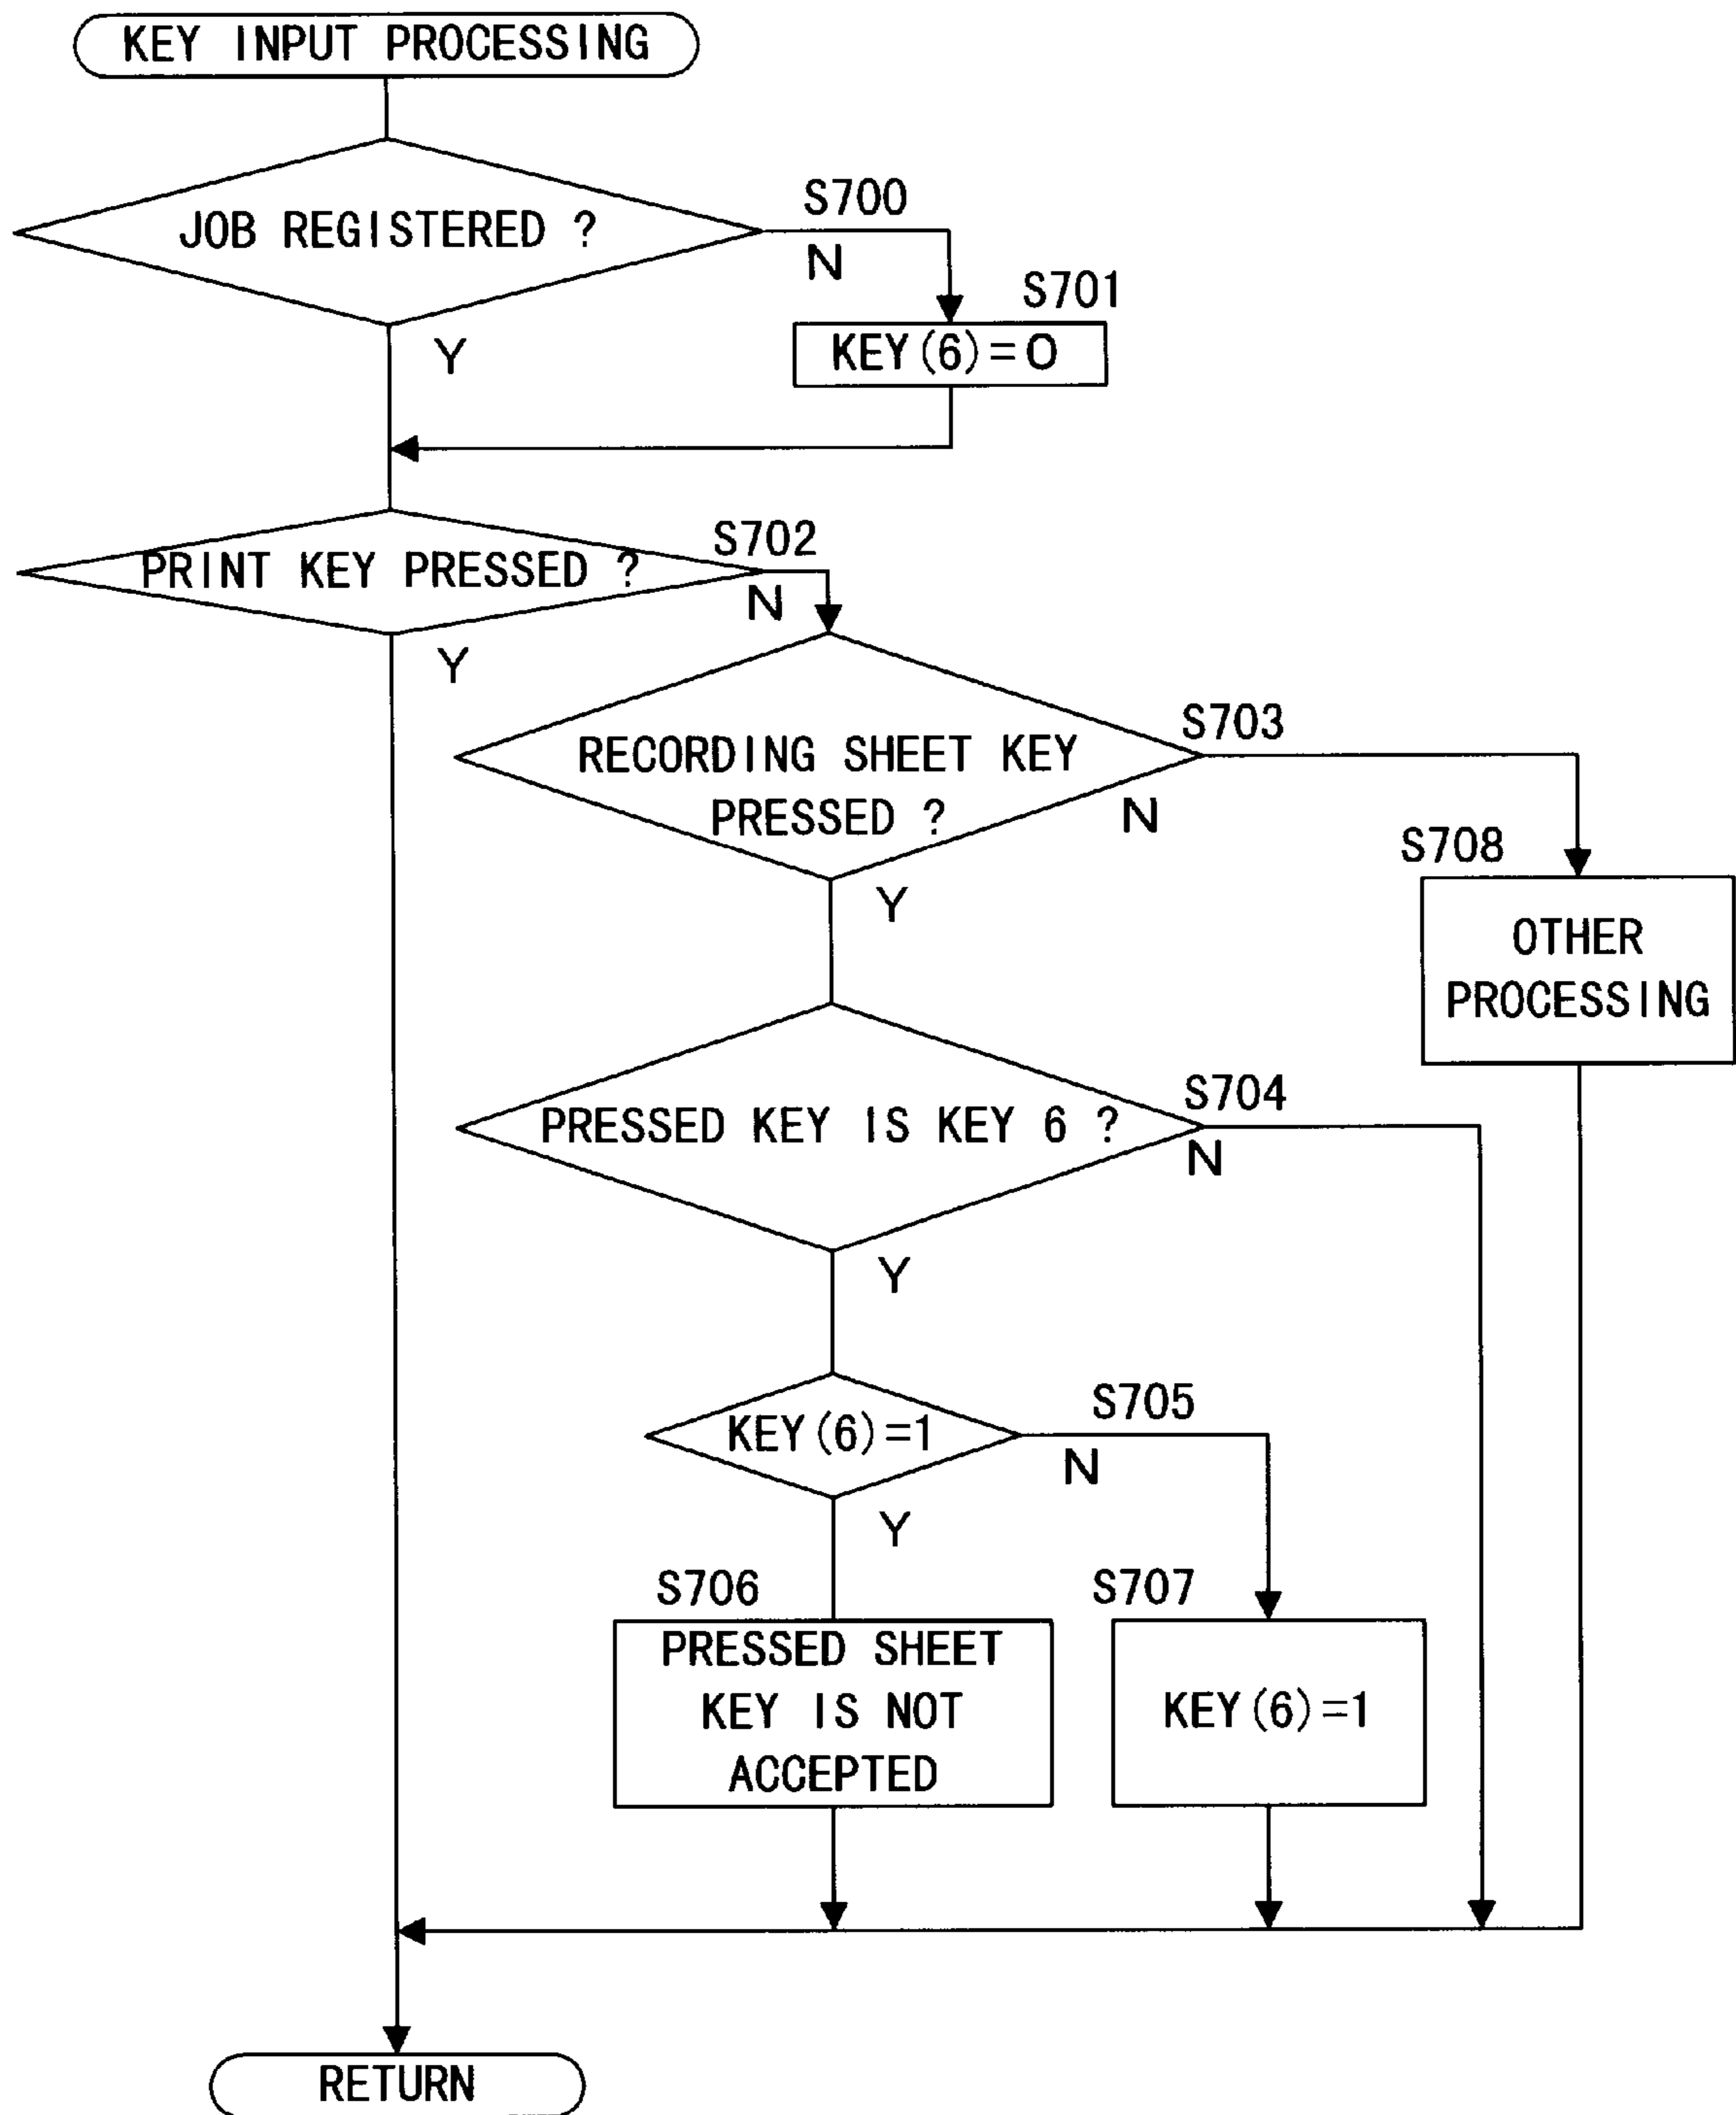 KEY INPUT PROCESSING
JOB REGISTERED ?
S700
N
S701
KEY(6)=0
Y
PRINT KEY PRESSED ?
S702
N
Y
RECORDING SHEET KEY
PRESSED ?
S703
N
Y
S708
OTHER
PROCESSING
PRESSED KEY IS KEY 6 ?
S704
N
Y
KEY(6)=1
S705
N
Y
S706
PRESSED SHEET
KEY IS NOT
ACCEPTED
S707
KEY(6)=1
RETURN